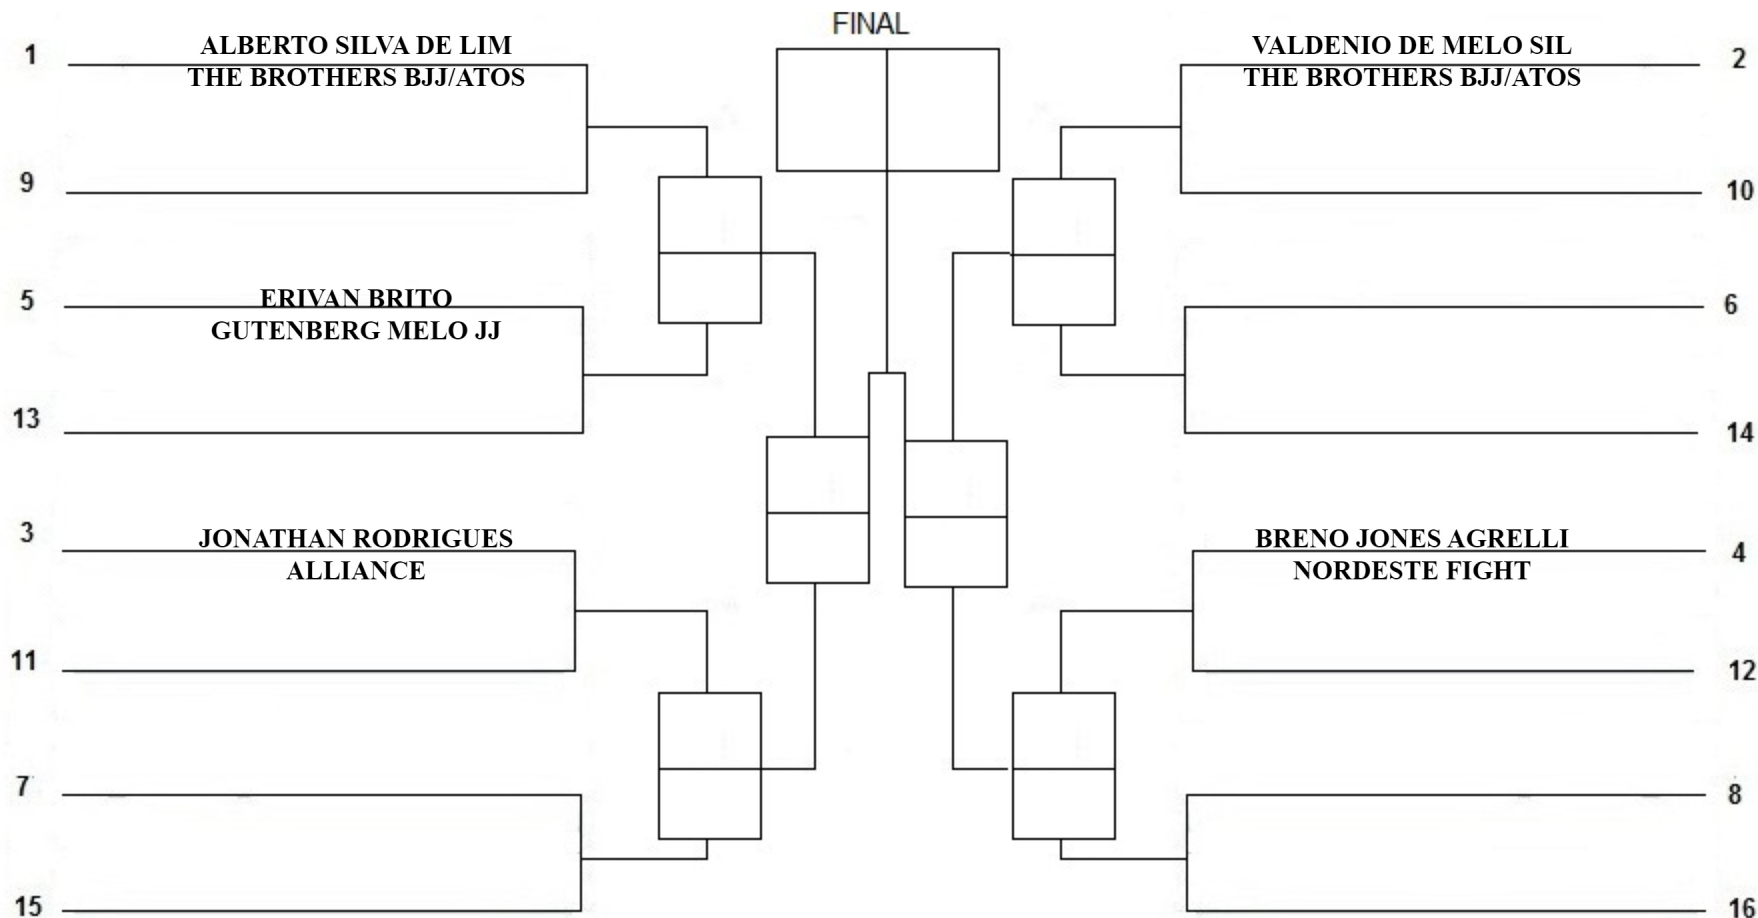 FINAL
1
ALBERTO SILVA DE LIM
THE BROTHERS BJJ/ATOS
9
5
ERIVAN BRITO
GUTENBERG MELO JJ
13
3
JONATHAN RODRIGUES
ALLIANCE
11
7
15
VALDENIO DE MELO SIL
THE BROTHERS BJJ/ATOS
2
10
6
14
BRENO JONES AGRELLI
NORDESTE FIGHT
4
12
8
16